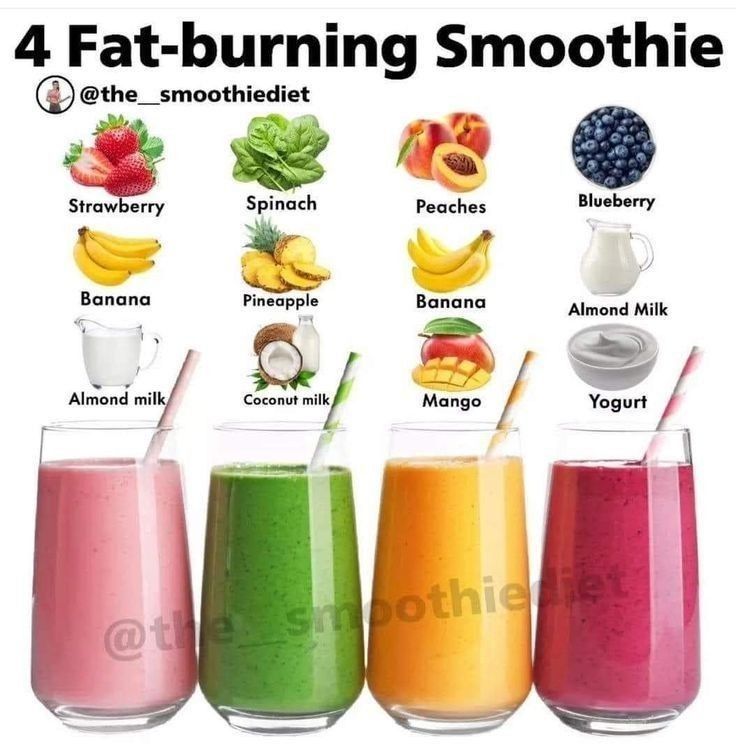 4 Fat-burning Smoothie
@the__smoothiediet
Strawberry
Spinach
Peaches
Blueberry
Banana
Pineapple
Banana
Almond Milk
Almond milk
Coconut milk
Mango
Yogurt
@the__smoothiediet